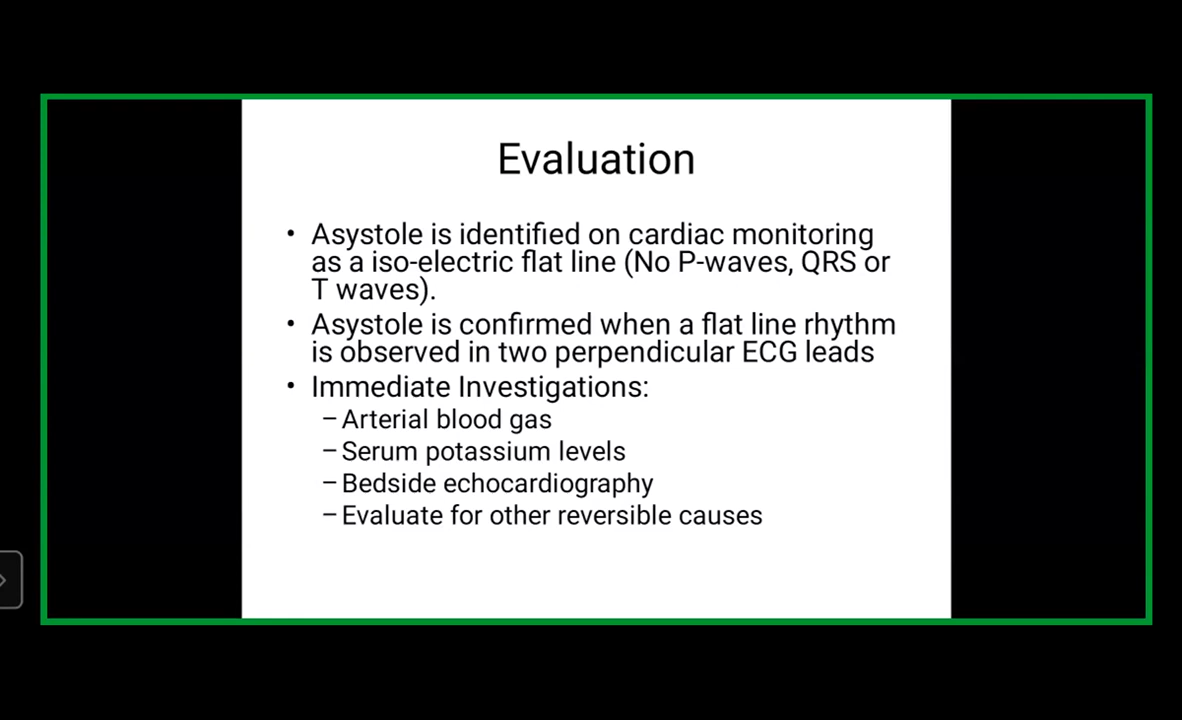 Evaluation
• Asystole is identified on cardiac monitoring
as a iso-electric flat line (No P-waves, QRS or
T waves).
• Asystole is confirmed when a flat line rhythm
is observed in two perpendicular ECG leads
• Immediate Investigations:
– Arterial blood gas
– Serum potassium levels
– Bedside echocardiography
– Evaluate for other reversible causes